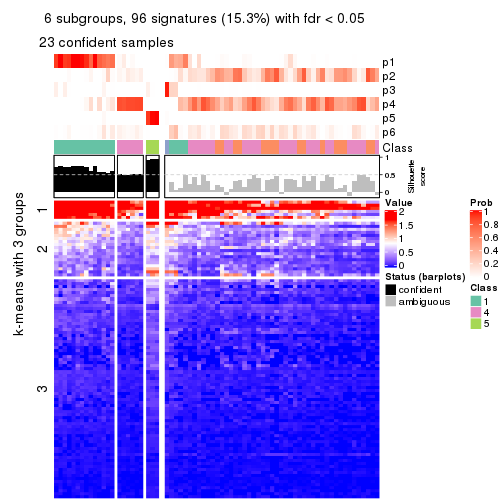 6 subgroups, 96 signatures (15.3%) with fdr < 0.05
23 confident samples
p1
p2
p3
p4
p5
p6
Class
1
0.5
0
Silhouette
score
k-means with 3 groups
1
2
3
Value
2
1.5
1
0.5
0
Status (barplots)
confident
ambiguous
Prob
1
0.8
0.6
0.4
0.2
0
Class
1
4
5